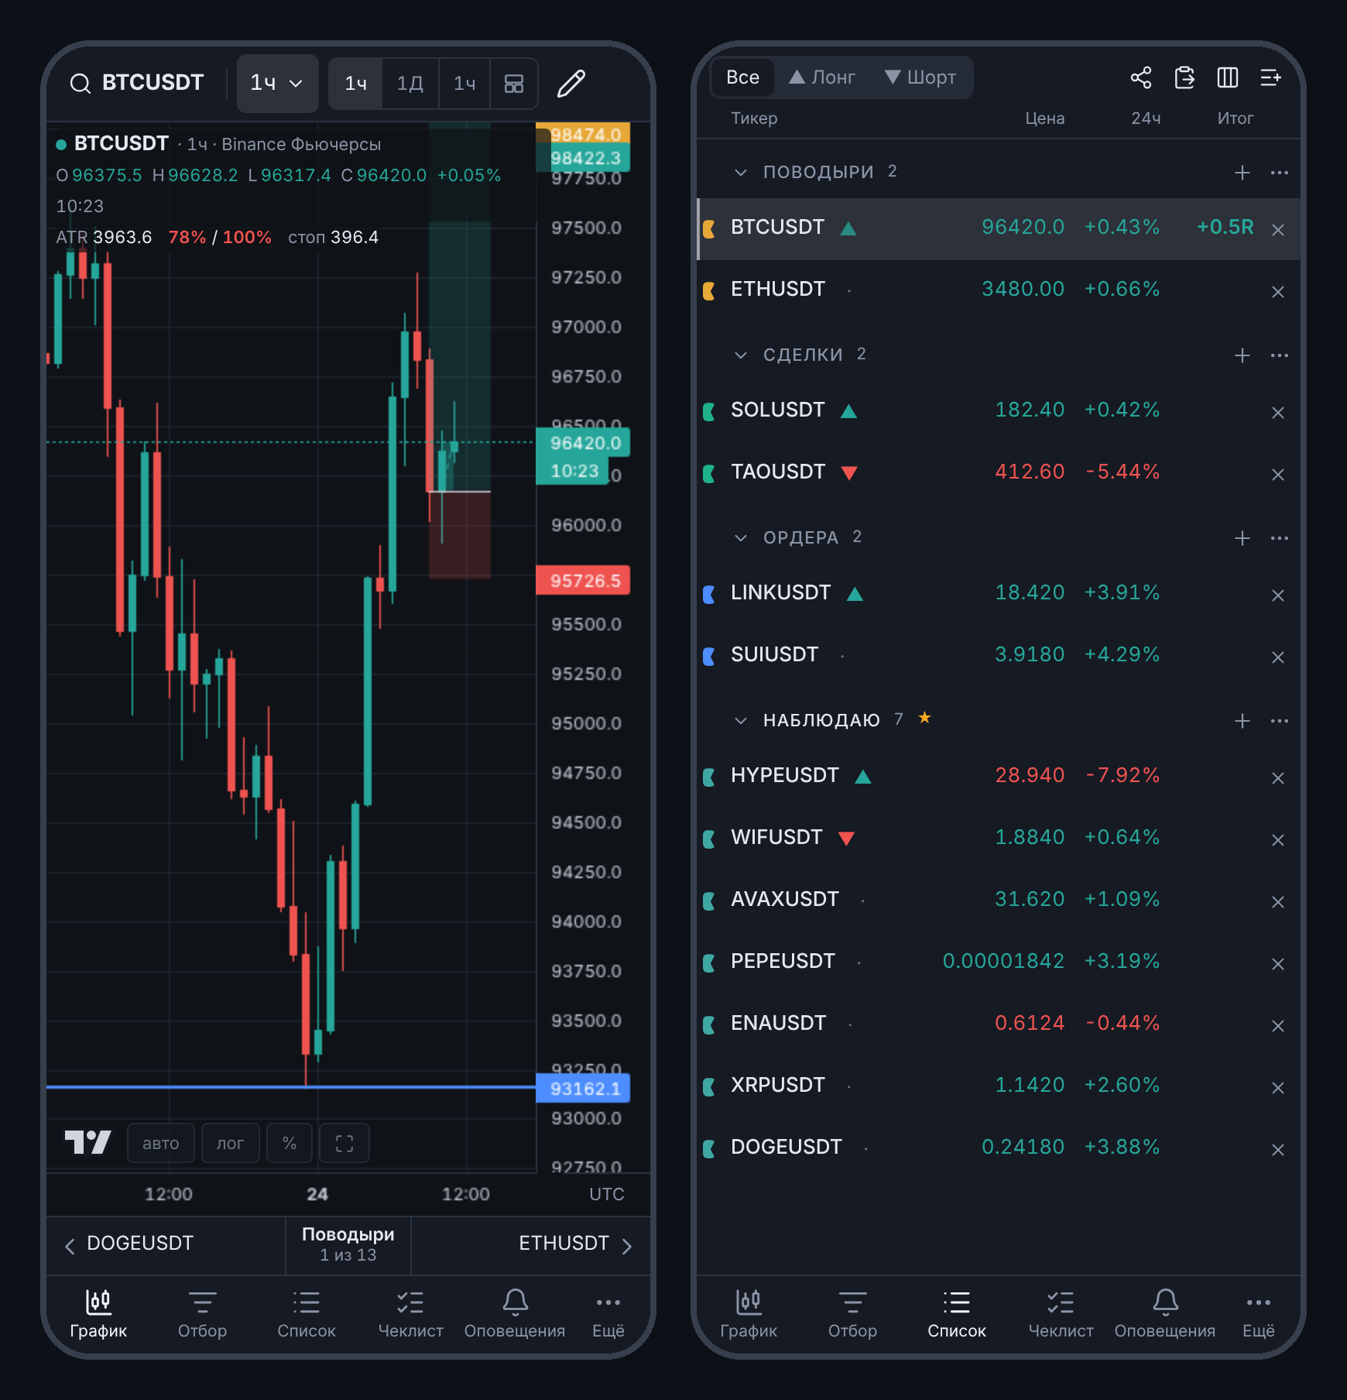 BTCUSDT 1ч 1ч 1Д 1ч
BTCUSDT · 1ч · Binance Фьючерсы
O 96375.5 H 96628.2 L 96317.4 C 96420.0 +0.05%
10:23
ATR 3963.6 78% / 100% стоп 396.4
98474.0
98422.3
97750.0
97500.0
97250.0
97000.0
96750.0
96500.0
96420.0
10:23
96000.0
95726.5
95500.0
95250.0
95000.0
94750.0
94500.0
94250.0
94000.0
93750.0
93500.0
93250.0
93162.1
93000.0
92750.0
авто лог %
12:00 24 12:00 UTC
DOGEUSDT Поводыри ETHUSDT
1 из 13
График Отбор Список Чеклист Оповещения Ещё
Все ▲ Лонг ▼ Шорт
Тикер Цена 24ч Итог
ПОВОДЫРИ 2
BTCUSDT ▲ 96420.0 +0.43% +0.5R ×
ETHUSDT · 3480.00 +0.66% ×
СДЕЛКИ 2
SOLUSDT ▲ 182.40 +0.42% ×
TAOUSDT ▼ 412.60 -5.44% ×
ОРДЕРА 2
LINKUSDT ▲ 18.420 +3.91% ×
SUIUSDT · 3.9180 +4.29% ×
НАБЛЮДАЮ 7 ★
HYPEUSDT ▲ 28.940 -7.92% ×
WIFUSDT ▼ 1.8840 +0.64% ×
AVAXUSDT · 31.620 +1.09% ×
PEPEUSDT · 0.00001842 +3.19% ×
ENAUSDT · 0.6124 -0.44% ×
XRPUSDT · 1.1420 +2.60% ×
DOGEUSDT · 0.24180 +3.88% ×
График Отбор Список Чеклист Оповещения Ещё